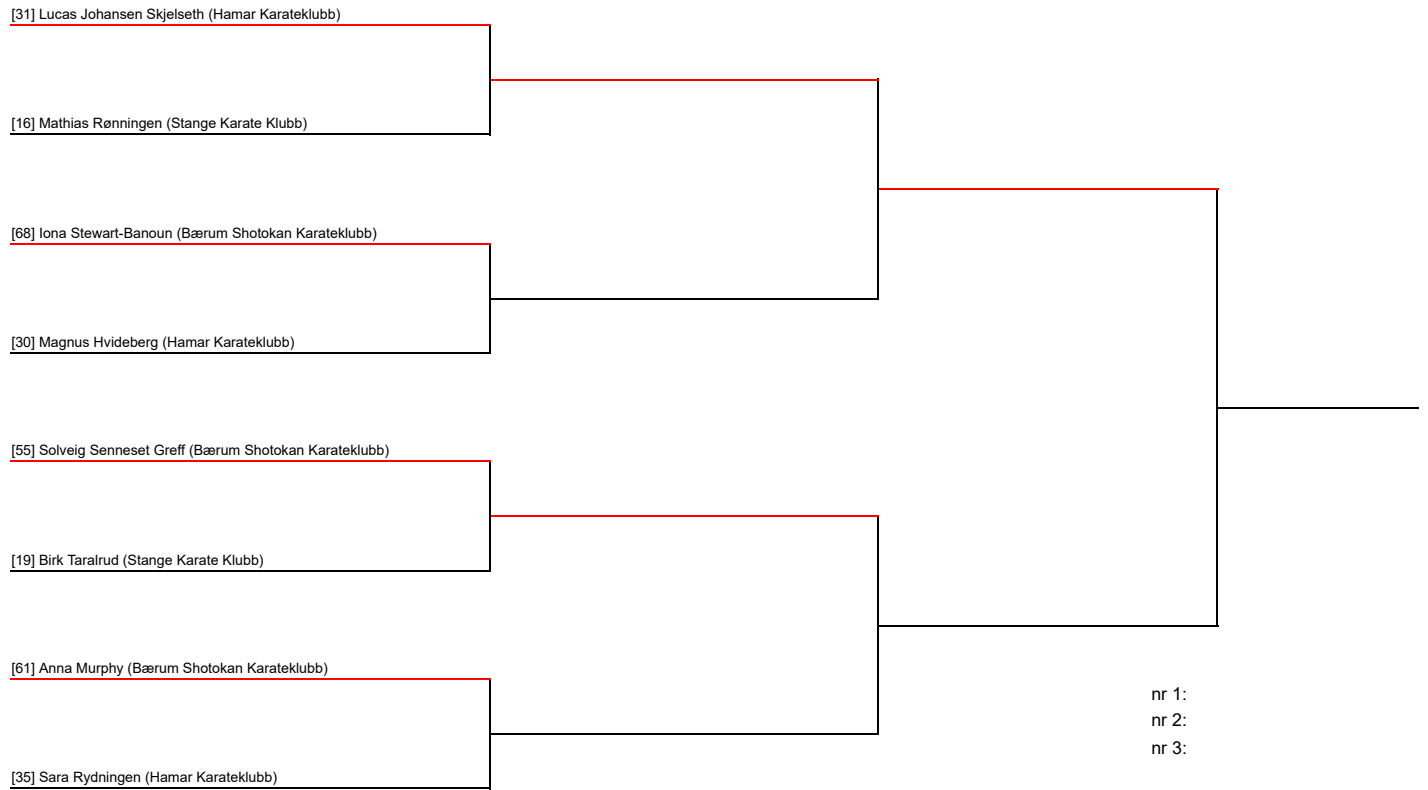 [31] Lucas Johansen Skjelseth (Hamar Karateklubb)
[16] Mathias Rønningen (Stange Karate Klubb)
[68] Iona Stewart-Banoun (Bærum Shotokan Karateklubb)
[30] Magnus Hvideberg (Hamar Karateklubb)
[55] Solveig Senneset Greff (Bærum Shotokan Karateklubb)
[19] Birk Taralrud (Stange Karate Klubb)
[61] Anna Murphy (Bærum Shotokan Karateklubb)
[35] Sara Rydningen (Hamar Karateklubb)
nr 1:
nr 2:
nr 3: